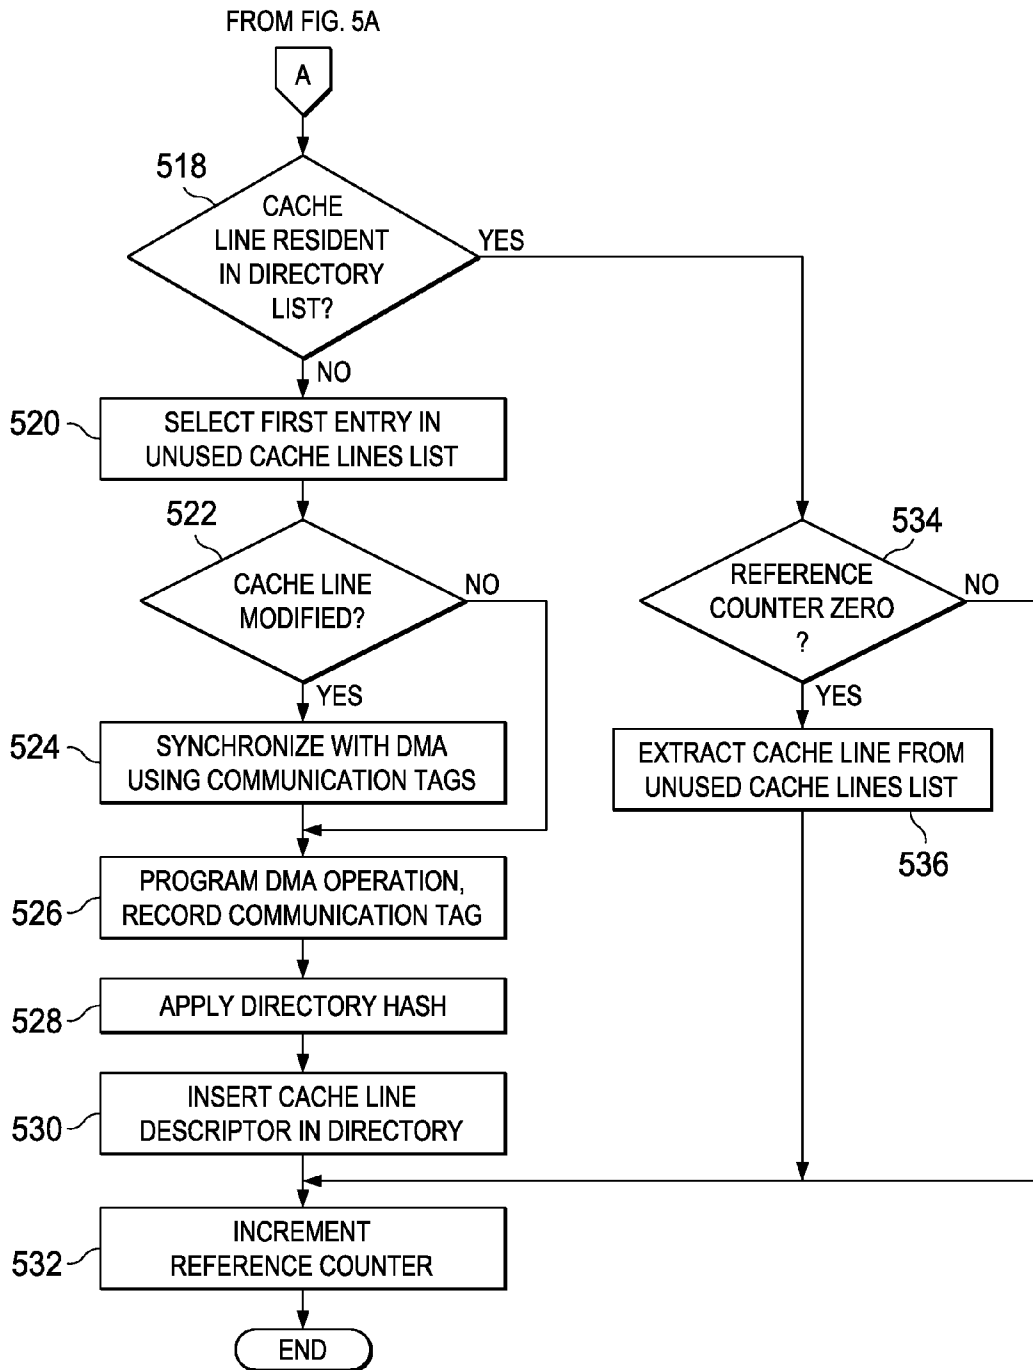 FROM FIG. 5A
A
518
CACHE
LINE RESIDENT
IN DIRECTORY
LIST?
YES
NO
520
SELECT FIRST ENTRY IN
UNUSED CACHE LINES LIST
522
CACHE LINE
MODIFIED?
NO
YES
534
REFERENCE
COUNTER ZERO
?
NO
YES
524
SYNCHRONIZE WITH DMA
USING COMMUNICATION TAGS
EXTRACT CACHE LINE FROM
UNUSED CACHE LINES LIST
536
526
PROGRAM DMA OPERATION,
RECORD COMMUNICATION TAG
528
APPLY DIRECTORY HASH
530
INSERT CACHE LINE
DESCRIPTOR IN DIRECTORY
532
INCREMENT
REFERENCE COUNTER
END